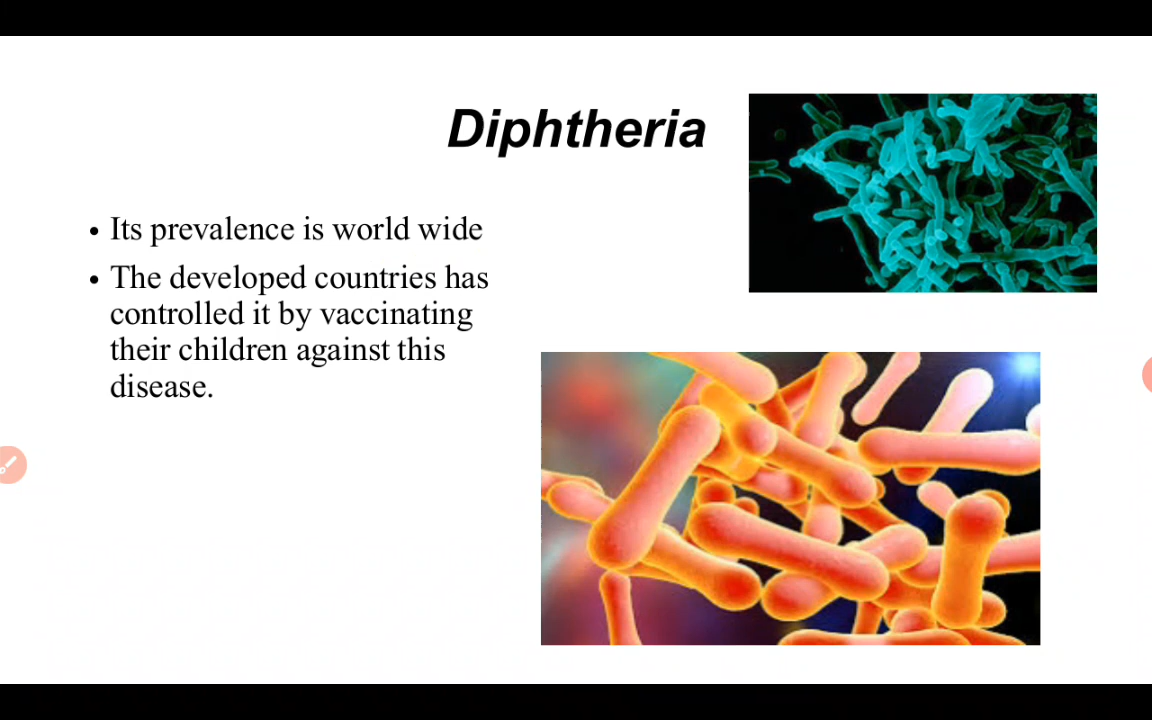 Diphtheria
• Its prevalence is world wide
• The developed countries has
controlled it by vaccinating
their children against this
disease.